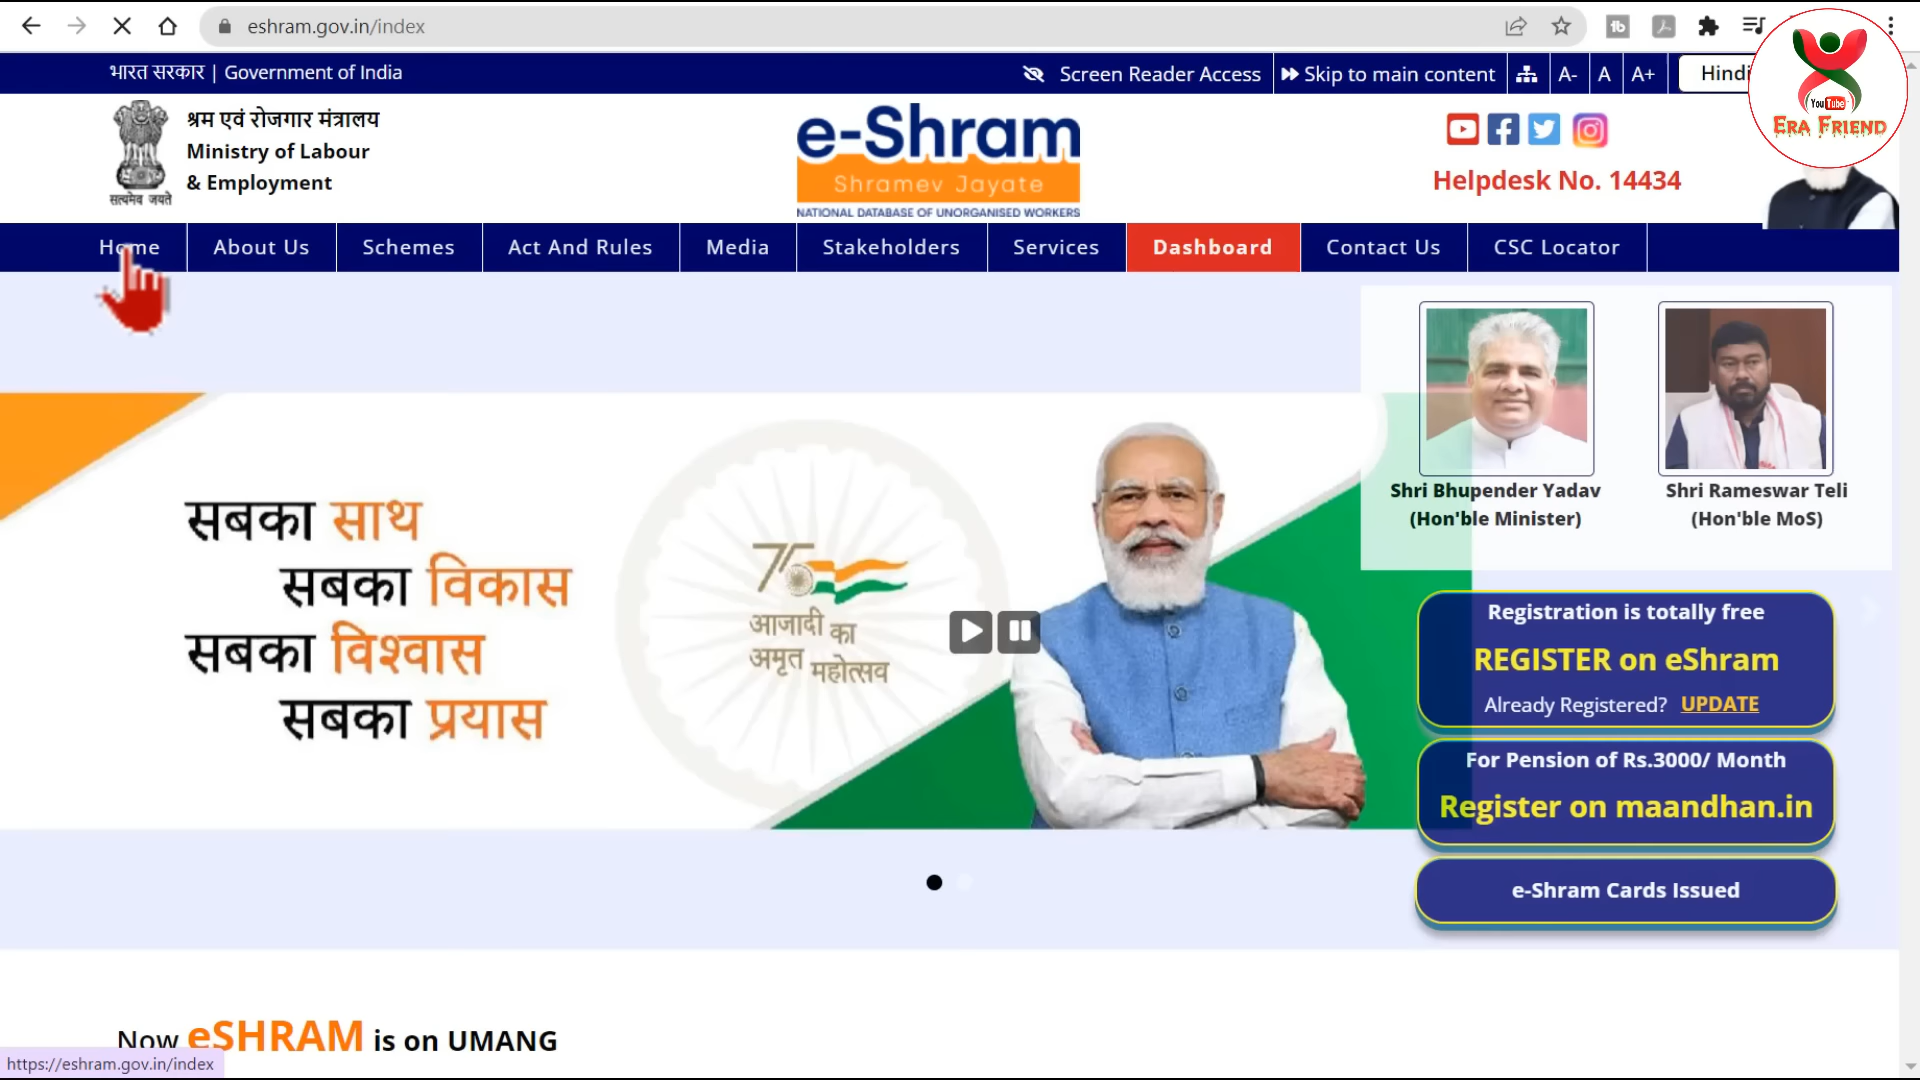 eshram.gov.in/index
भारत सरकार | Government of India
Screen Reader Access
Skip to main content
A-
A
A+
YouTube
ERA FRIEND
श्रम एवं रोजगार मंत्रालय
Ministry of Labour
& Employment
सत्यमेव जयते
e-Shram
Shramev Jayate
NATIONAL DATABASE OF UNORGANISED WORKERS
Helpdesk No. 14434
Home
About Us
Schemes
Act And Rules
Media
Stakeholders
Services
Dashboard
Contact Us
CSC Locator
सबका साथ
सबका विकास
सबका विश्वास
सबका प्रयास
75
आजादी का
अमृत महोत्सव
Shri Bhupender Yadav
(Hon'ble Minister)
Shri Rameswar Teli
(Hon'ble MoS)
Registration is totally free
REGISTER on eShram
Already Registered? UPDATE
For Pension of Rs.3000/ Month
Register on maandhan.in
e-Shram Cards Issued
Now eSHRAM is on UMANG
https://eshram.gov.in/index